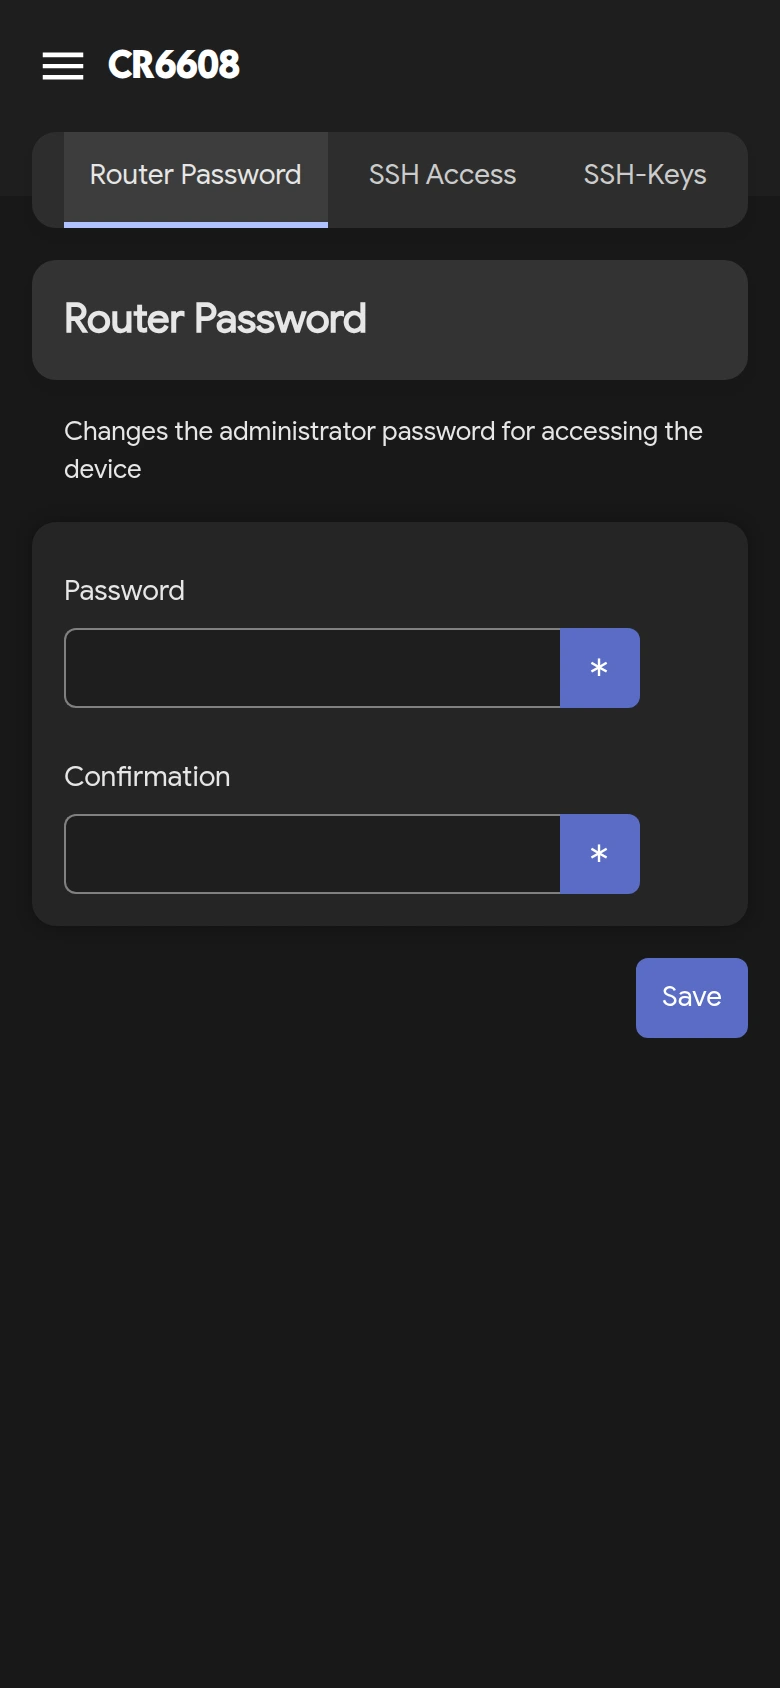 CR6608
Router Password SSH Access SSH-Keys
Router Password
Changes the administrator password for accessing the
device
Password
*
Confirmation
*
Save